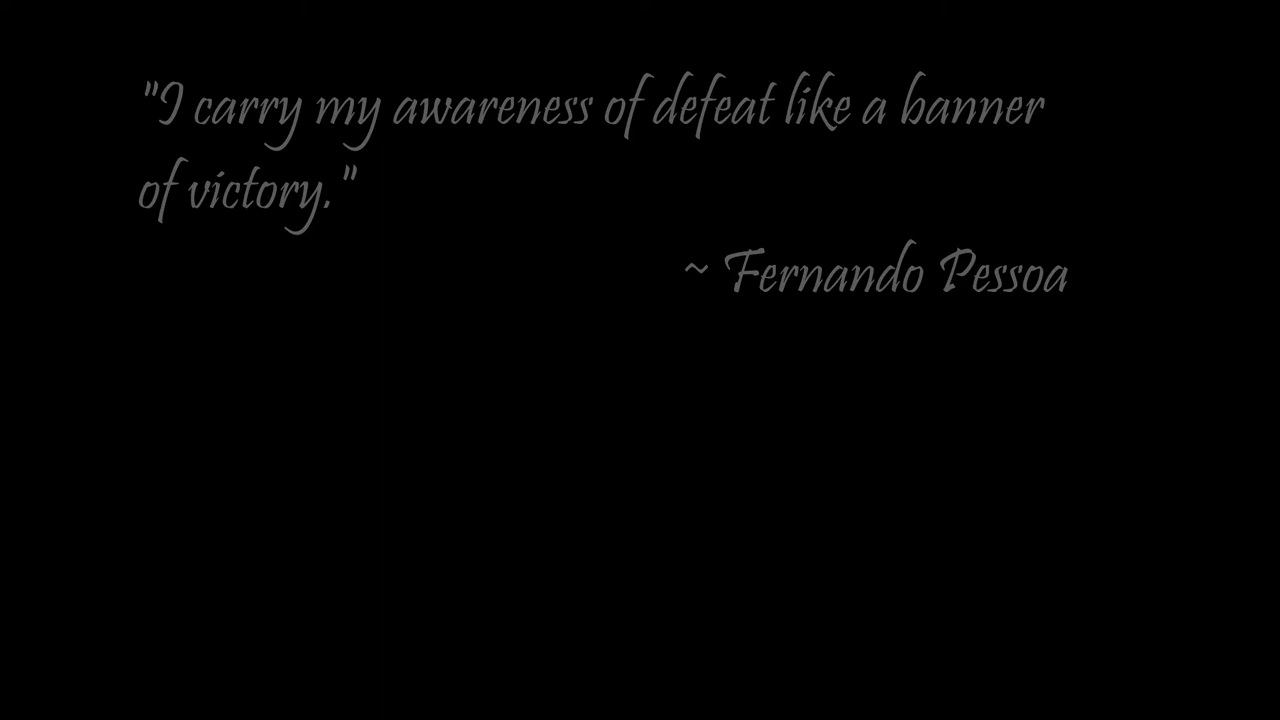 "I carry my awareness of defeat like a banner
of victory."
~ Fernando Pessoa